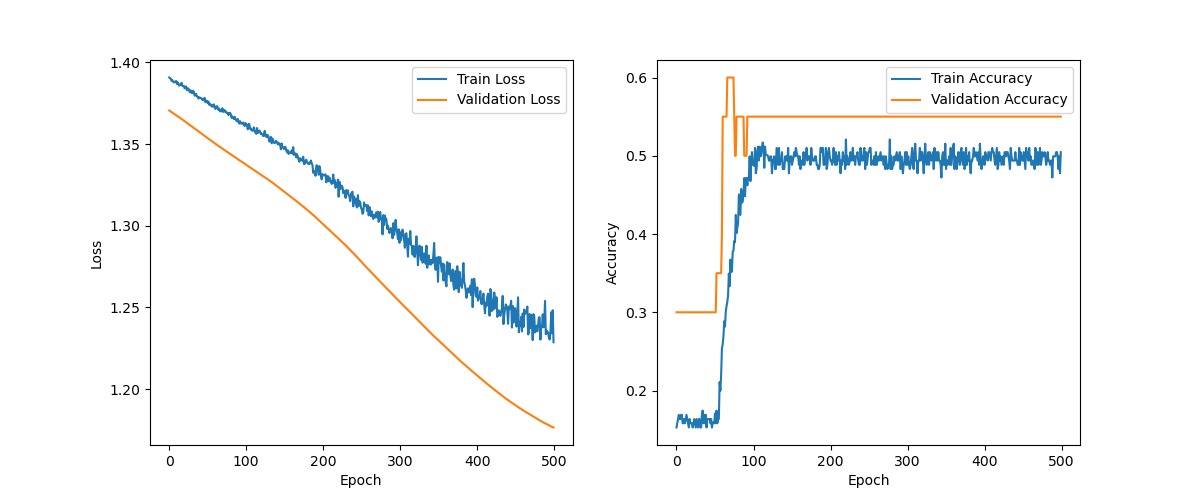 1.40
1.35
1.30
1.25
1.20
0
100
200
300
400
500
Epoch
Loss
Train Loss
Validation Loss
0.6
0.5
0.4
0.3
0.2
0
100
200
300
400
500
Epoch
Accuracy
Train Accuracy
Validation Accuracy